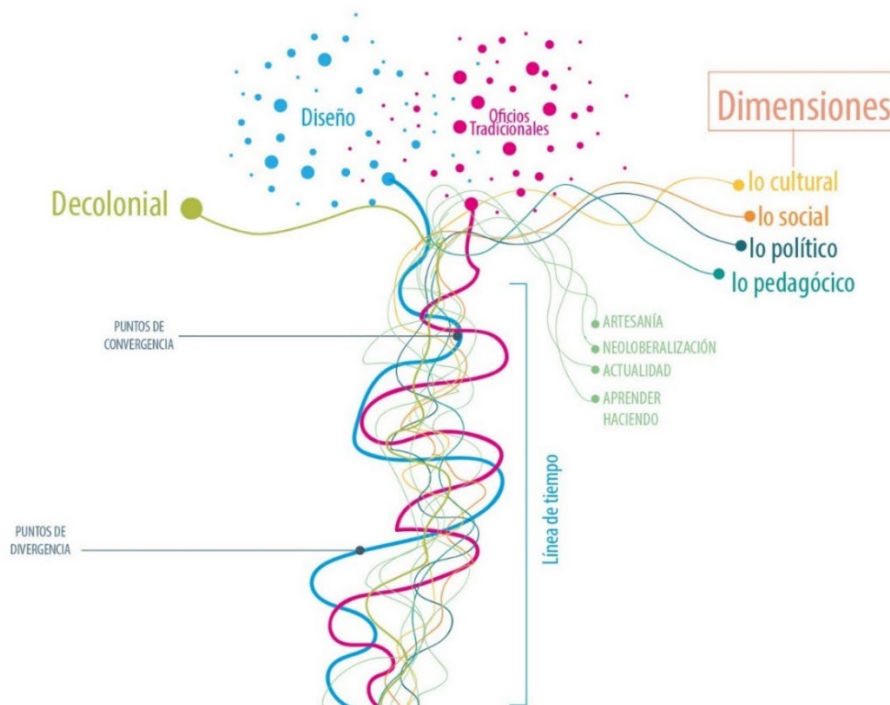 Diseño
Oficios
Tradicionales
Dimensiones
Decolonial
lo cultural
lo social
lo político
lo pedagócico
PUNTOS DE
CONVERGENCIA
ARTESANÍA
NEOLOBERALIZACIÓN
ACTUALIDAD
APRENDER
HACIENDO
Línea de tiempo
PUNTOS DE
DIVERGENCIA